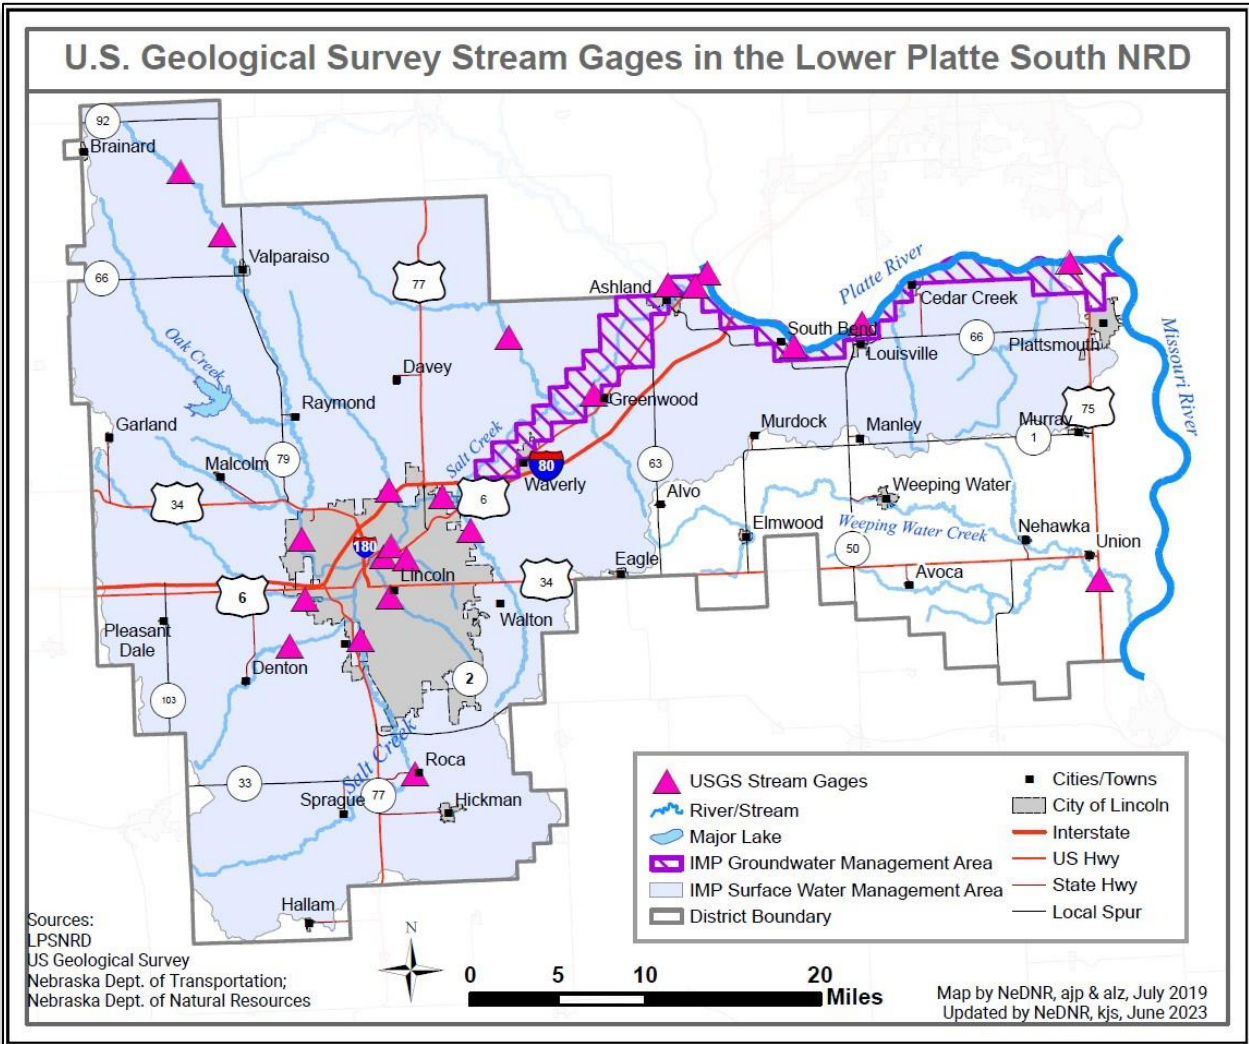 U.S. Geological Survey Stream Gages in the Lower Platte South NRD
92
Brainard
Valparaiso
66
77
Ashland
Platte River
Cedar Creek
South Bend
Louisville
66
Plattsmouth
Missouri River
Oak Creek
Davey
Raymond
Greenwood
75
Garland
Murdock
Manley
Murray
1
Salt Creek
79
Malcolm
80
63
Waverly
34
6
Alvo
Weeping Water
Elmwood
Weeping Water Creek
Nehawka
Union
180
50
Eagle
Lincoln
34
Avoca
6
Walton
Pleasant
Dale
Denton
2
103
Salt Creek
Roca
33
77
Sprague
Hickman
Hallam
USGS Stream Gages
River/Stream
Major Lake
IMP Groundwater Management Area
IMP Surface Water Management Area
District Boundary
Cities/Towns
City of Lincoln
Interstate
US Hwy
State Hwy
Local Spur
Sources:
LPSNRD
US Geological Survey
Nebraska Dept. of Transportation;
Nebraska Dept. of Natural Resources
N
0 5 10 20
Miles
Map by NeDNR, ajp & alz, July 2019
Updated by NeDNR, kjs, June 2023